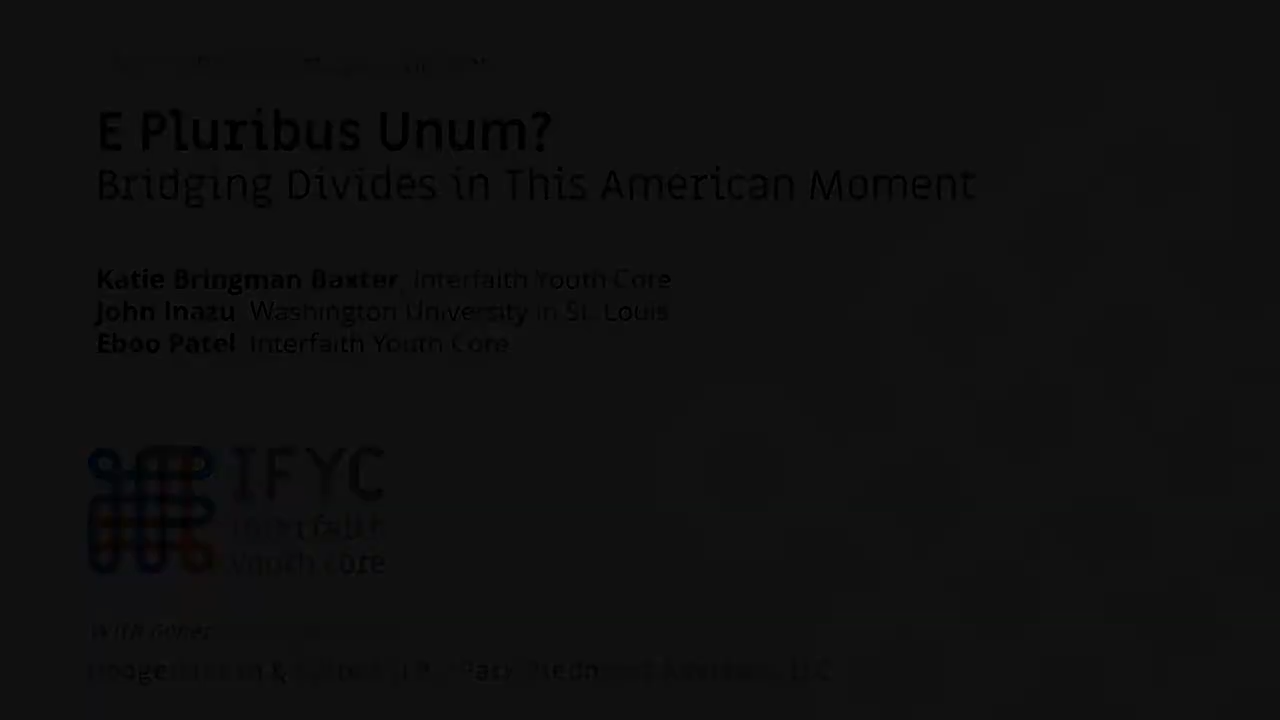 E Pluribus Unum?
Bridging Divides in This American Moment
Katie Bringman Baxter Interfaith Youth Core
John Inazu Washington University in St. Louis
Eboo Patel Interfaith Youth Core
IFYC
interfaith
youth core
With
&